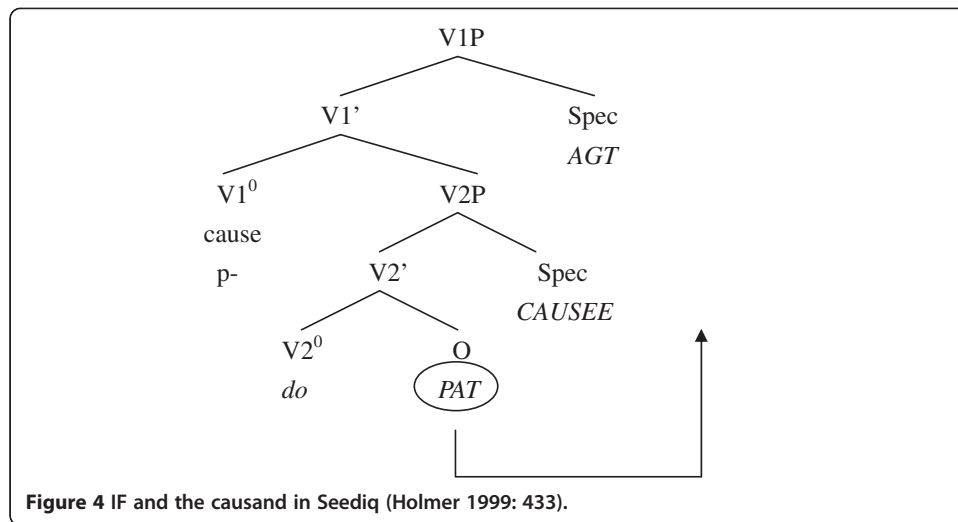 V1P
V1’ Spec
AGT
V1⁰ V2P
cause
p- V2’ Spec
CAUSEE
V2⁰ O
do PAT
Figure 4 IF and the causand in Seediq (Holmer 1999: 433).